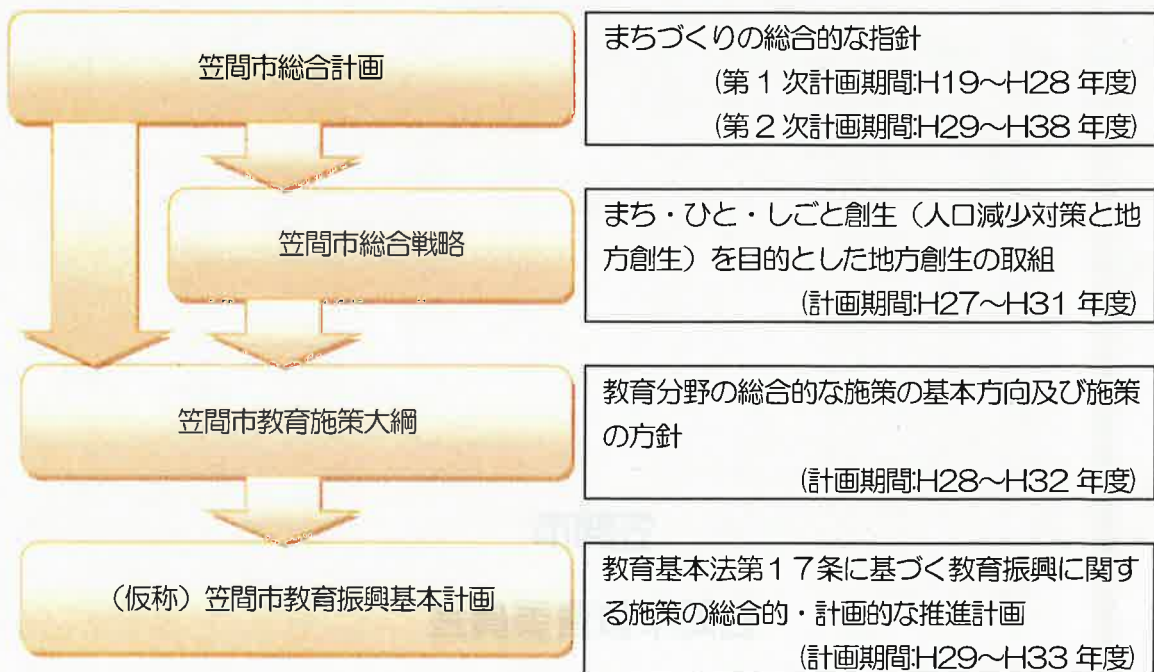 笠間市総合計画
まちづくりの総合的な指針
(第1次計画期間:H19～H28年度)
(第2次計画期間:H29～H38年度)
笠間市総合戦略
まち・ひと・しごと創生（人口減少対策と地
方創生）を目的とした地方創生の取組
(計画期間:H27～H31年度)
笠間市教育施策大綱
教育分野の総合的な施策の基本方向及び施策
の方針
(計画期間:H28～H32年度)
（仮称）笠間市教育振興基本計画
教育基本法第１７条に基づく教育振興に関す
る施策の総合的・計画的な推進計画
(計画期間:H29～H33年度)